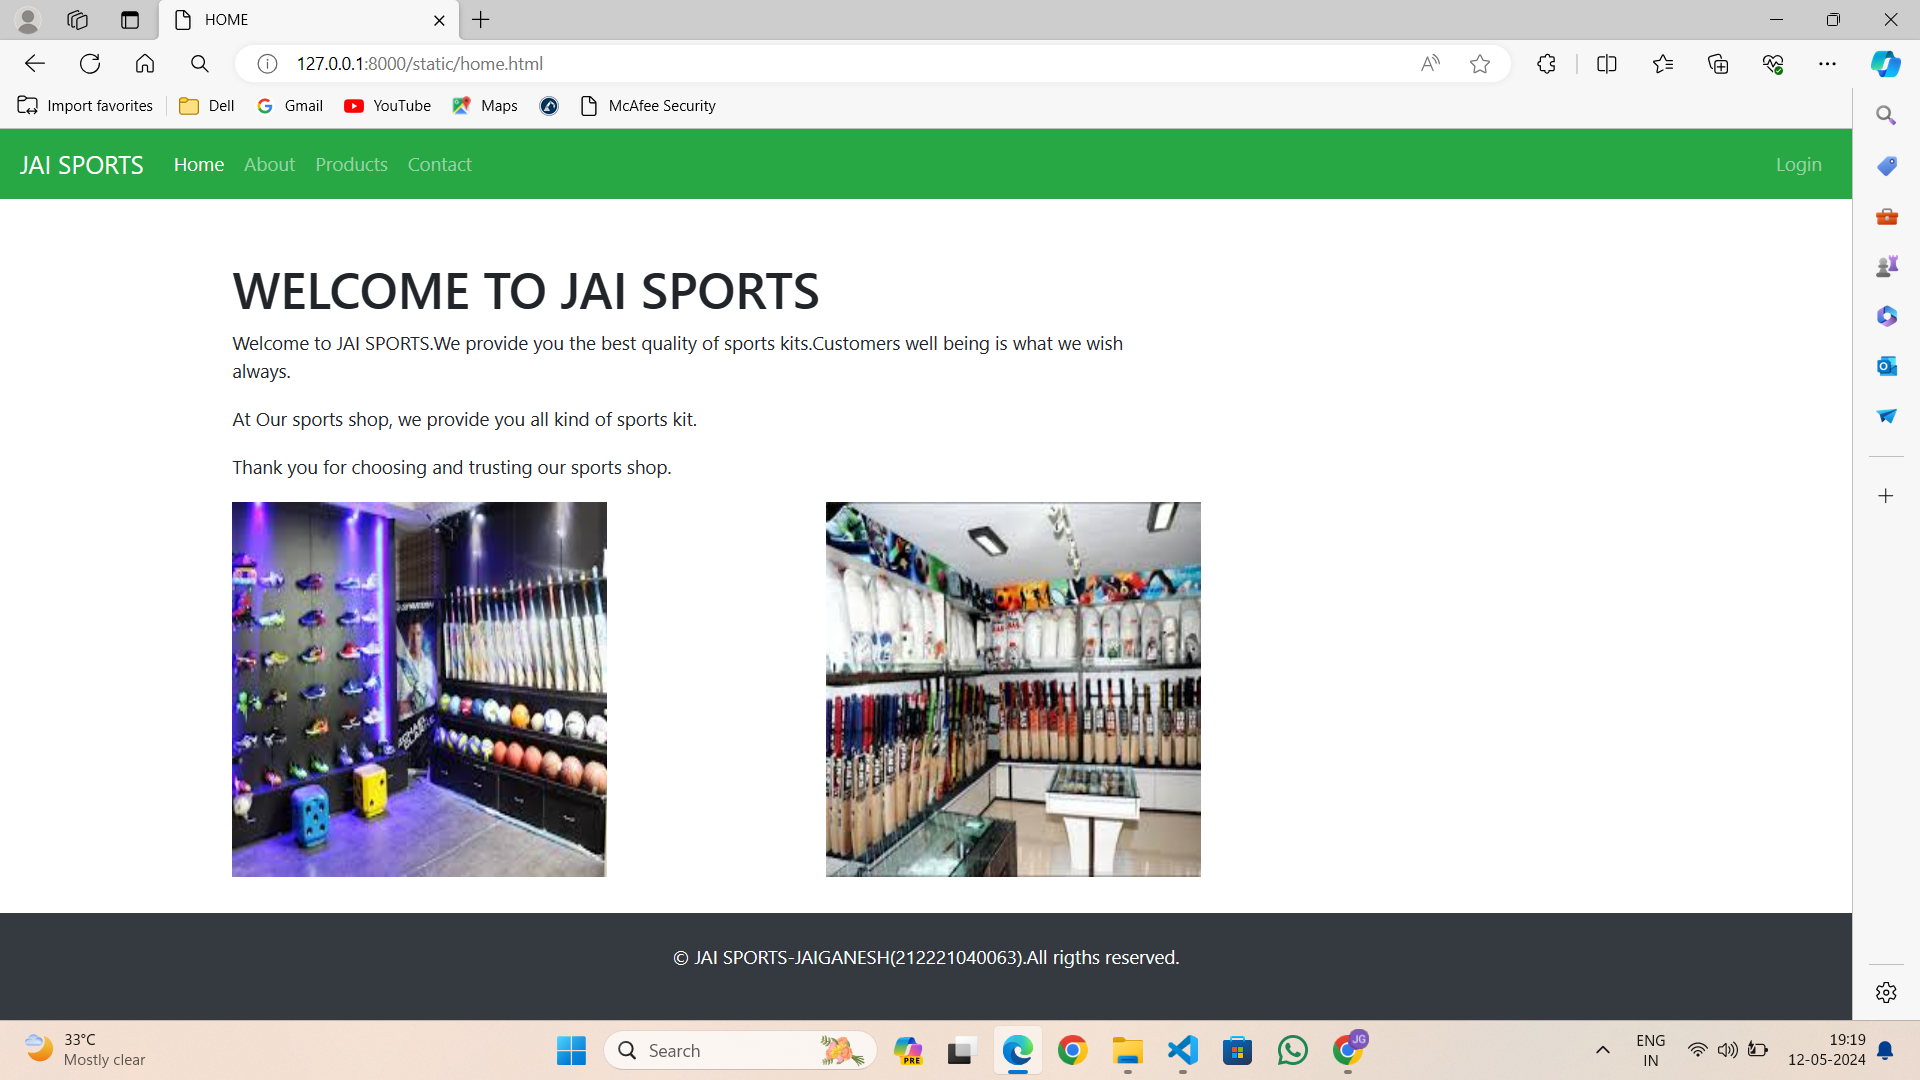 HOME
127.0.0.1:8000/static/home.html
Import favorites Dell Gmail YouTube Maps McAfee Security
JAI SPORTS Home About Products Contact Login
WELCOME TO JAI SPORTS
Welcome to JAI SPORTS.We provide you the best quality of sports kits.Customers well being is what we wish
always.
At Our sports shop, we provide you all kind of sports kit.
Thank you for choosing and trusting our sports shop.
SPARTAN
© JAI SPORTS-JAIGANESH(212221040063).All rigths reserved.
33°C
Mostly clear
Search
PRE
JG
ENG
IN
19:19
12-05-2024